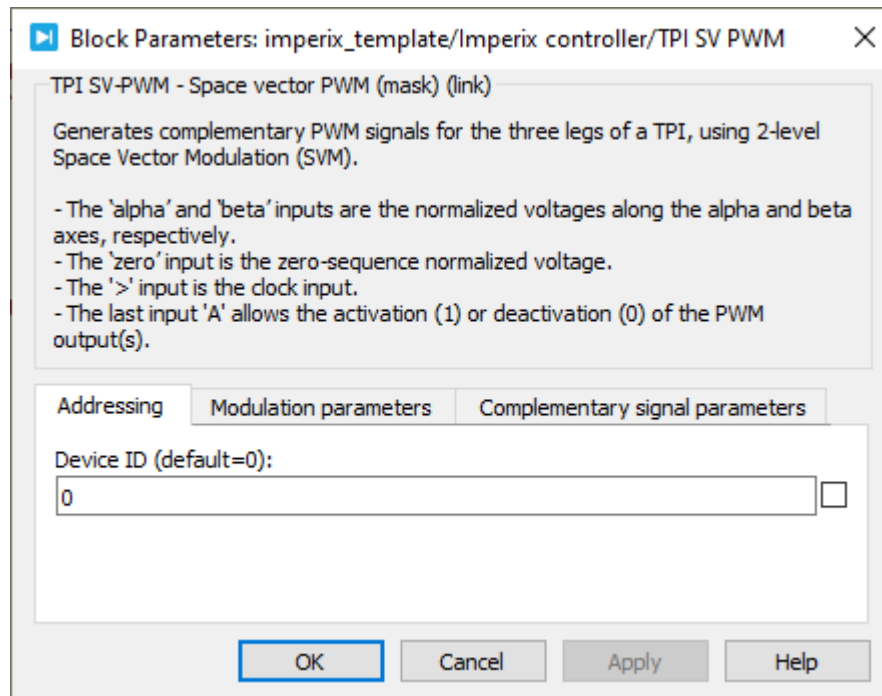 Block Parameters: imperix_template/Imperix controller/TPI SV PWM
TPI SV-PWM - Space vector PWM (mask) (link)
Generates complementary PWM signals for the three legs of a TPI, using 2-level
Space Vector Modulation (SVM).
- The ‘alpha’ and ‘beta’ inputs are the normalized voltages along the alpha and beta
axes, respectively.
- The ‘zero’ input is the zero-sequence normalized voltage.
- The '>' input is the clock input.
- The last input 'A' allows the activation (1) or deactivation (0) of the PWM
output(s).
Addressing Modulation parameters Complementary signal parameters
Device ID (default=0):
0
OK Cancel Apply Help